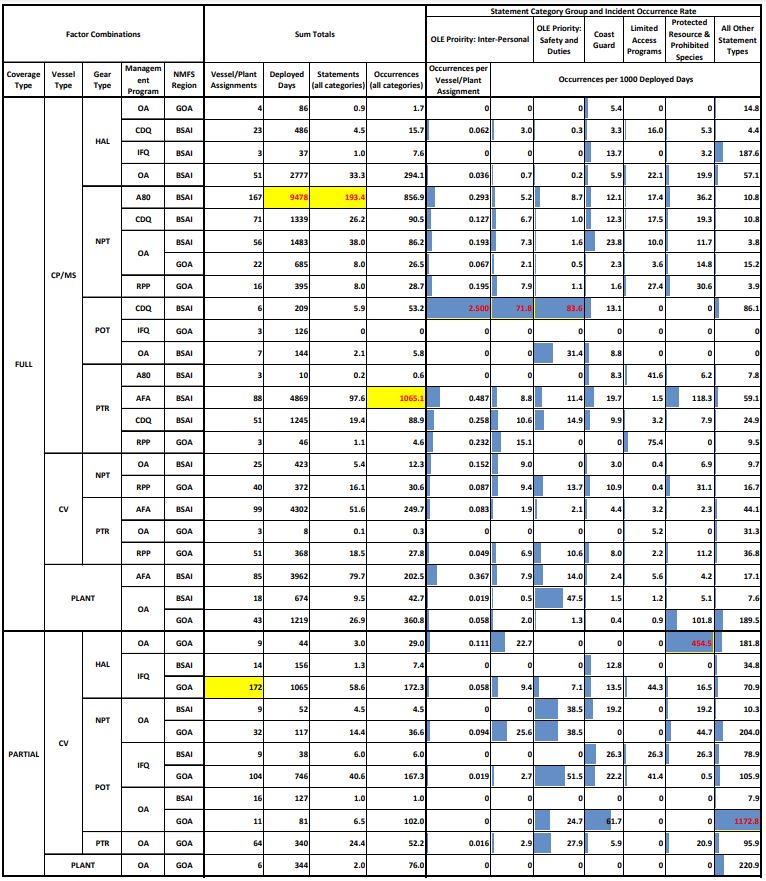 Statement Category Group and Incident Occurrence Rate
Factor Combinations Sum Totals OLE Proirity: Inter-Personal OLE Priority: Safety and Duties Coast Guard Limited Access Programs Protected Resource & Prohibited Species All Other Statement Types
Coverage Type Vessel Type Gear Type Managem ent Program NMFS Region Vessel/Plant Assignments Deployed Days Statements (all categories) Occurrences (all categories) Occurrences per Vessel/Plant Assignment Occurrences per 1000 Deployed Days
FULL CP/MS HAL OA GOA 4 86 0.9 1.7 0 0 0 5.4 0 0 14.8
CDQ BSAI 23 486 4.5 15.7 0.062 3.0 0.3 3.3 16.0 5.3 4.4
IFQ BSAI 3 37 1.0 7.6 0 0 0 13.7 0 3.2 187.6
OA BSAI 51 2777 33.3 294.1 0.036 0.7 0.2 5.9 22.1 19.9 57.1
NPT A80 BSAI 167 9478 193.4 856.9 0.293 5.2 8.7 12.1 17.4 36.2 10.8
CDQ BSAI 71 1339 26.2 90.5 0.127 6.7 1.0 12.3 17.5 19.3 10.8
OA BSAI 56 1483 38.0 86.2 0.193 7.3 1.6 23.8 10.0 11.7 3.8
GOA 22 685 8.0 26.5 0.067 2.1 0.5 2.3 3.6 14.8 15.2
RPP GOA 16 395 8.0 28.7 0.195 7.9 1.1 1.6 27.4 30.6 3.9
POT CDQ BSAI 6 209 5.9 53.2 2.500 71.8 83.6 13.1 0 0 86.1
IFQ GOA 3 126 0 0 0 0 0 0 0 0 0
OA BSAI 7 144 2.1 5.8 0 0 31.4 8.8 0 0 0
PTR A80 BSAI 3 10 0.2 0.6 0 0 0 8.3 41.6 6.2 7.8
AFA BSAI 88 4869 97.6 1065.1 0.487 8.8 11.4 19.7 1.5 118.3 59.1
CDQ BSAI 51 1245 19.4 88.9 0.258 10.6 14.9 9.9 3.2 7.9 24.9
RPP GOA 3 46 1.1 4.6 0.232 15.1 0 0 75.4 0 9.5
CV NPT OA BSAI 25 423 5.4 12.3 0.152 9.0 0 3.0 0.4 6.9 9.7
RPP GOA 40 372 16.1 30.6 0.087 9.4 13.7 10.9 0.4 31.1 16.7
PTR AFA BSAI 99 4302 51.6 249.7 0.083 1.9 2.1 4.4 3.2 2.3 44.1
OA GOA 3 8 0.1 0.3 0 0 0 0 5.2 0 31.3
RPP GOA 51 368 18.5 27.8 0.049 6.9 10.6 8.0 2.2 11.2 36.8
PLANT AFA BSAI 85 3962 79.7 202.5 0.367 7.9 14.0 2.4 5.6 4.2 17.1
OA BSAI 18 674 9.5 42.7 0.019 0.5 47.5 1.5 1.2 5.1 7.6
GOA 43 1219 26.9 360.8 0.058 2.0 1.3 0.4 0.9 101.8 189.5
PARTIAL CV HAL OA GOA 9 44 3.0 29.0 0.111 22.7 0 0 0 454.5 181.8
IFQ BSAI 14 156 1.3 7.4 0 0 0 12.8 0 0 34.8
GOA 172 1065 58.6 172.3 0.058 9.4 7.1 13.5 44.3 16.5 70.9
NPT OA BSAI 9 52 4.5 4.5 0 0 38.5 19.2 0 19.2 10.3
GOA 32 117 14.4 36.6 0.094 25.6 38.5 0 0 44.7 204.0
POT IFQ BSAI 9 38 6.0 6.0 0 0 0 26.3 26.3 26.3 78.9
GOA 104 746 40.6 167.3 0.019 2.7 51.5 22.2 41.4 0.5 105.9
OA BSAI 16 127 1.0 1.0 0 0 0 0 0 0 7.9
GOA 11 81 6.5 102.0 0 0 24.7 61.7 0 0 1172.8
PTR OA GOA 64 340 24.4 52.2 0.016 2.9 27.9 5.9 0 20.9 95.9
PLANT OA GOA 6 344 2.0 76.0 0 0 0 0 0 0 220.9